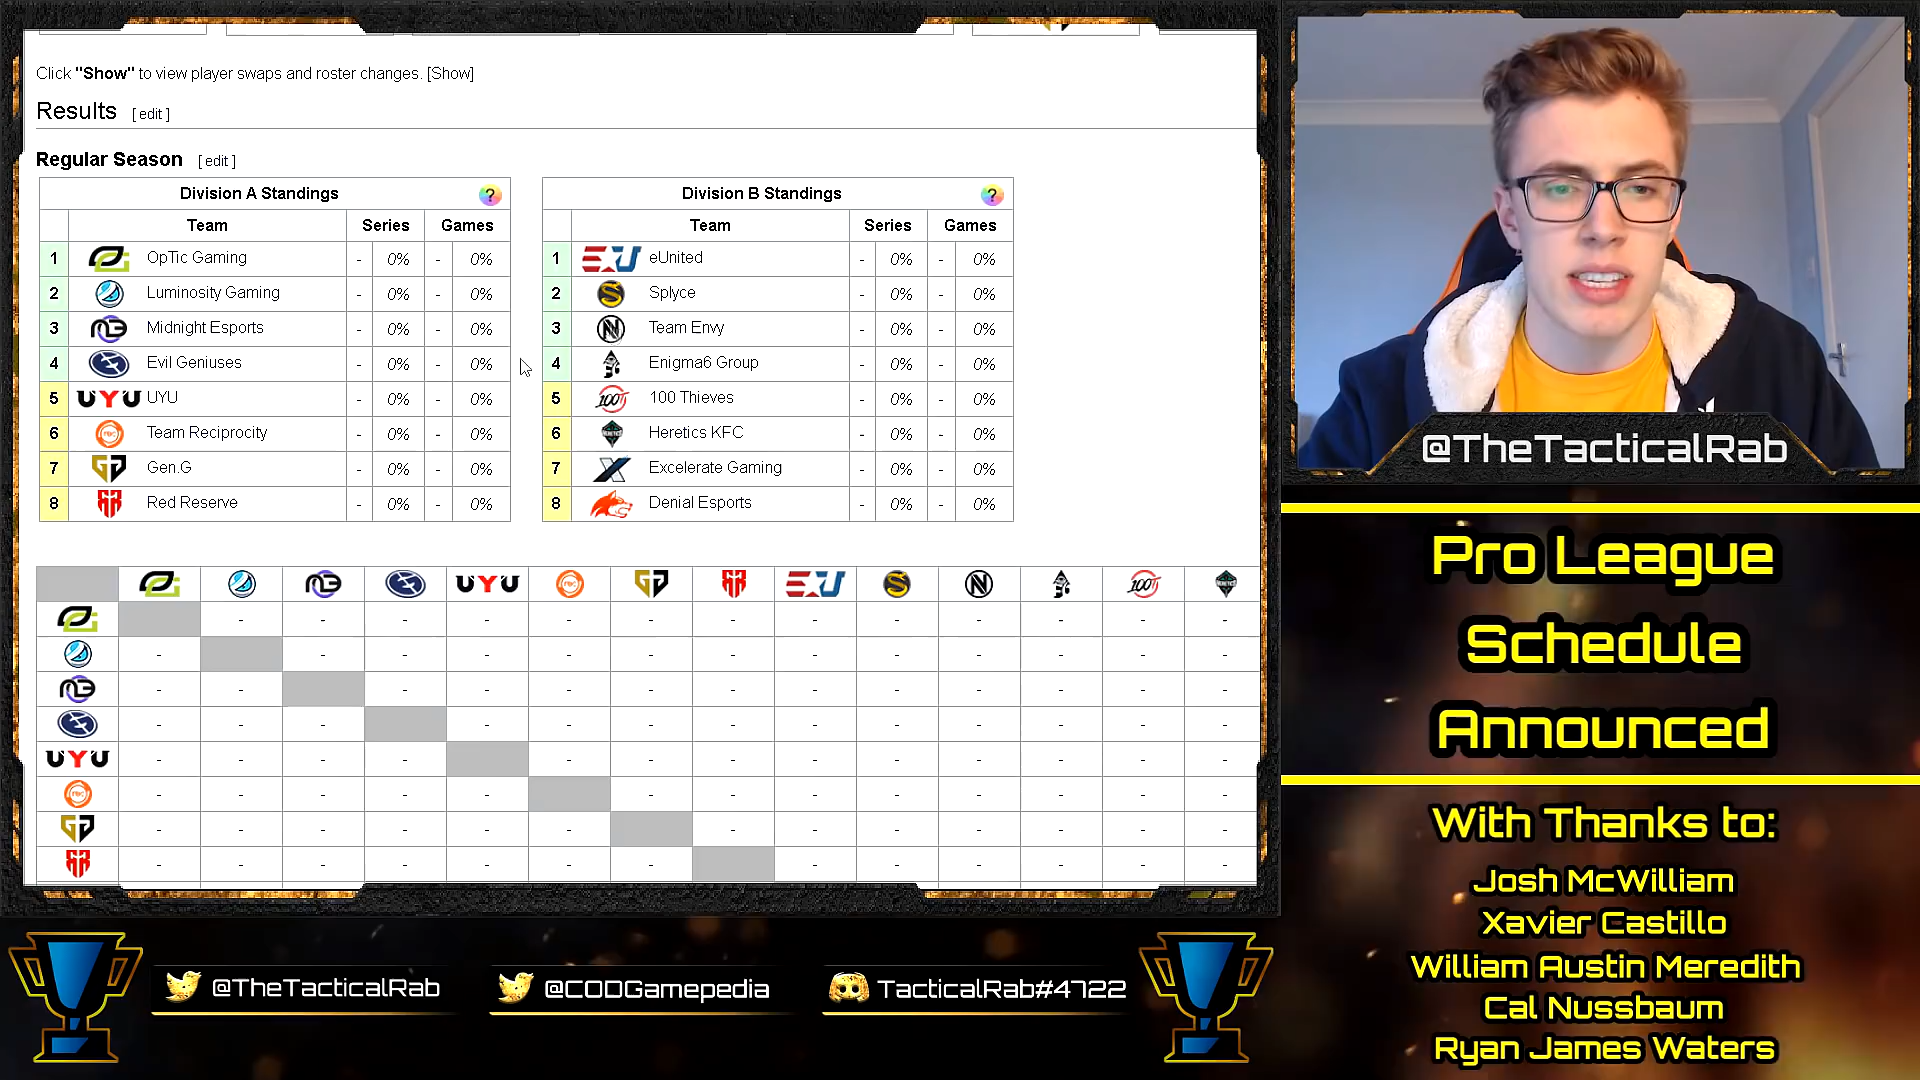 Click "Show" to view player swaps and roster changes. [Show]
Results [ edit ]
Regular Season [ edit ]
Division A Standings ?
Team Series Games
1 OpTic Gaming - 0% - 0%
2 Luminosity Gaming - 0% - 0%
3 Midnight Esports - 0% - 0%
4 Evil Geniuses - 0% - 0%
5 UYU UYU - 0% - 0%
6 Team Reciprocity - 0% - 0%
7 Gen.G - 0% - 0%
8 Red Reserve - 0% - 0%
Division B Standings ?
Team Series Games
1 eUnited - 0% - 0%
2 Splyce - 0% - 0%
3 Team Envy - 0% - 0%
4 Enigma6 Group - 0% - 0%
5 100T 100 Thieves - 0% - 0%
6 Heretics KFC - 0% - 0%
7 Excelerate Gaming - 0% - 0%
8 Denial Esports - 0% - 0%
UYU 100T
- - - - - - - - - - - - -
- - - - - - - - - - - - -
- - - - - - - - - - - - -
- - - - - - - - - - - - -
UYU - - - - - - - - - - - - -
- - - - - - - - - - - - -
- - - - - - - - - - - - -
- - - - - - - - - - - - -
@TheTacticalRab
Pro League
Schedule
Announced
With Thanks to:
Josh McWilliam
Xavier Castillo
William Austin Meredith
Cal Nussbaum
Ryan James Waters
@TheTacticalRab
@CODGamepedia
TacticalRab#4722